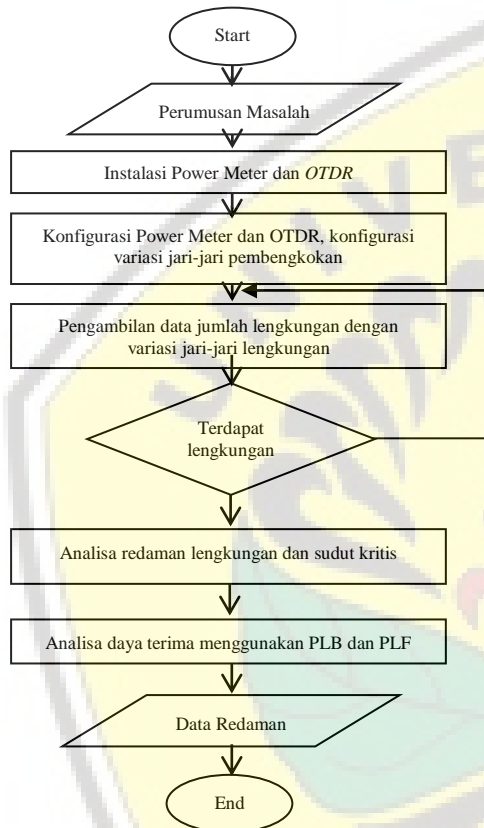 Start
Perumusan Masalah
Instalasi Power Meter dan OTDR
Konfigurasi Power Meter dan OTDR, konfigurasi
variasi jari-jari pembengkokan
Pengambilan data jumlah lengkungan dengan
variasi jari-jari lengkungan
Terdapat
lengkungan
Analisa redaman lengkungan dan sudut kritis
Analisa daya terima menggunakan PLB dan PLF
Data Redaman
End